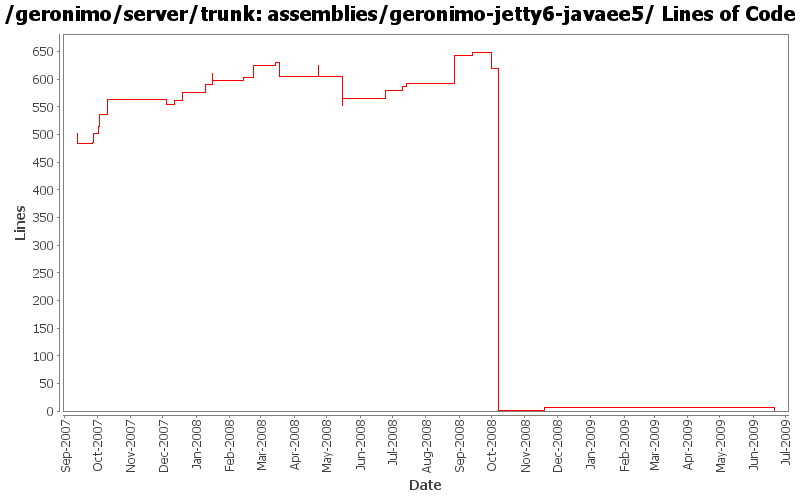 /geronimo/server/trunk: assemblies/geronimo-jetty6-javaee5/ Lines of Code
Lines
650
600
550
500
450
400
350
300
250
200
150
100
50
0
Sep-2007
Oct-2007
Nov-2007
Dec-2007
Jan-2008
Feb-2008
Mar-2008
Apr-2008
May-2008
Jun-2008
Jul-2008
Aug-2008
Sep-2008
Oct-2008
Nov-2008
Dec-2008
Jan-2009
Feb-2009
Mar-2009
Apr-2009
May-2009
Jun-2009
Jul-2009
Date